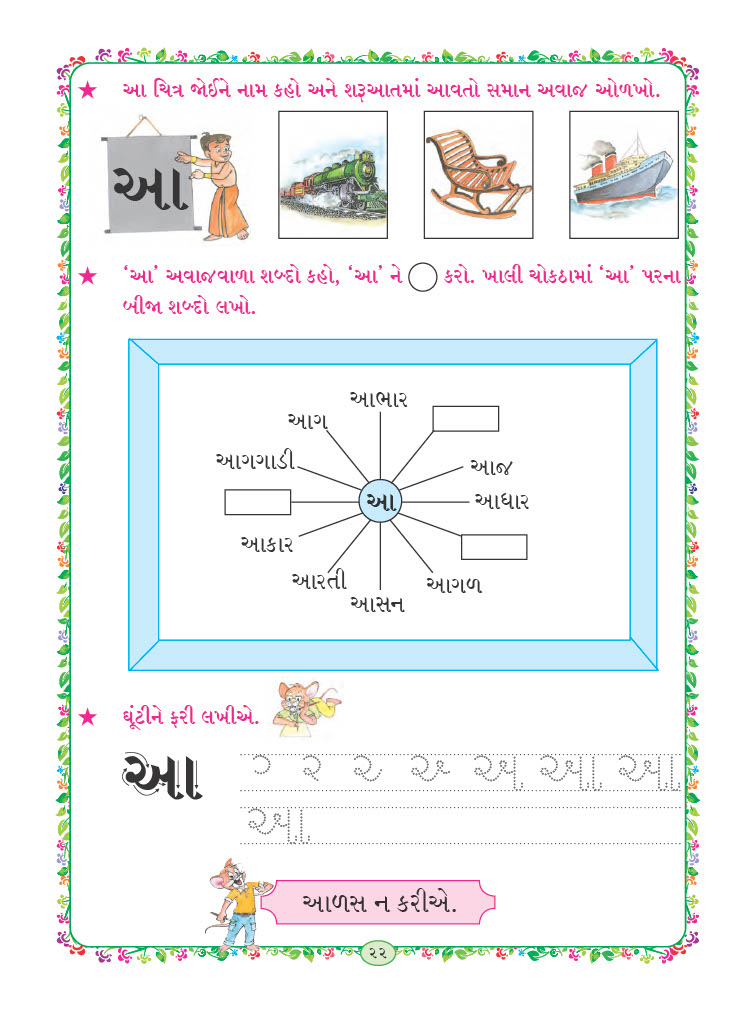 ★ આ ચિત્ર જોઈને નામ કહો અને શરૂઆતમાં આવતો સમાન અવાજ ઓળખો.
આ
★ ‘આ’ અવાજવાળા શબ્દો કહો, ‘આ’ ને ◯ કરો. ખાલી ચોકઠામાં ‘આ’ પરના
બીજા શબ્દો લખો.
આભાર
આગ
આગગાડી
આજ
આ
આધાર
આકાર
આરતી
આગળ
આસન
★ ઘૂંટીને ફરી લખીએ.
આ
અ આ આ
આ
આળસ ન કરીએ.
૨૨